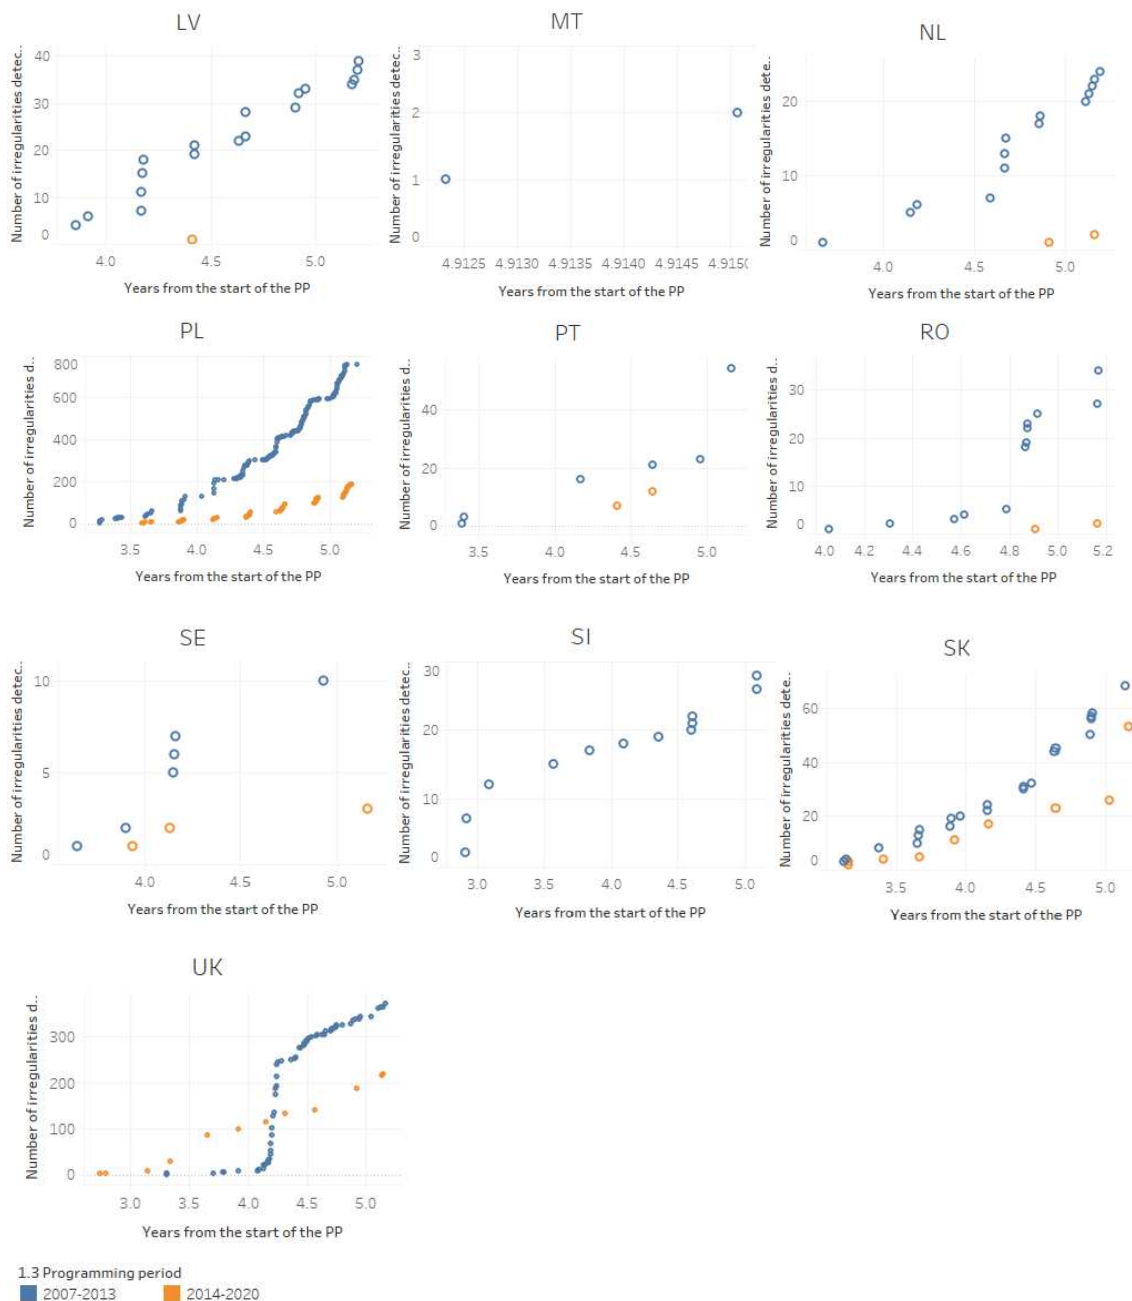 LV
MT
NL
Number of irregularities detec..
40
30
20
10
0
4.0
4.5
5.0
Years from the start of the PP
Number of irregularities detec..
3
2
1
0
4.9125
4.9130
4.9135
4.9140
4.9145
4.9150
Years from the start of the PP
Number of irregularities dete..
20
10
0
4.0
4.5
5.0
Years from the start of the PP
PL
PT
RO
Number of irregularities d..
800
600
400
200
0
3.5
4.0
4.5
5.0
Years from the start of the PP
Number of irregularities d..
40
20
0
3.5
4.0
4.5
5.0
Years from the start of the PP
Number of irregularities d..
30
20
10
0
4.0
4.2
4.4
4.6
4.8
5.0
5.2
Years from the start of the PP
SE
SI
SK
Number of irregularities detec..
10
5
0
4.0
4.5
5.0
Years from the start of the PP
Number of irregularities detec..
30
20
10
0
3.0
3.5
4.0
4.5
5.0
Years from the start of the PP
Number of irregularities dete..
60
40
20
0
3.5
4.0
4.5
5.0
Years from the start of the PP
UK
Number of irregularities d..
300
200
100
0
3.0
3.5
4.0
4.5
5.0
Years from the start of the PP
1.3 Programming period
2007-2013
2014-2020